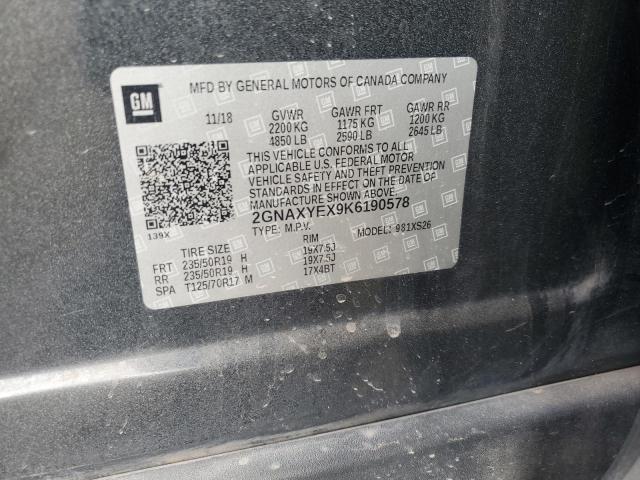 GM
MFD BY GENERAL MOTORS OF CANADA COMPANY
11/18 GVWR GAWR FRT GAWR RR
2200 KG 1175 KG 1200 KG
4850 LB 2590 LB 2645 LB
THIS VEHICLE CONFORMS TO ALL
APPLICABLE U.S. FEDERAL MOTOR
VEHICLE SAFETY AND THEFT
PREVENTION STANDARDS
IN EFFECT ON THE DATE OF
MANUFACTURE SHOWN ABOVE.
2GNAXYEX9K6190578
139X TYPE: M.P.V. MODEL: 981XS26
TIRE SIZE RIM
FRT 235/50R19 H 19X7.5J
RR 235/50R19 H 19X7.5J
SPA T125/70R17 M 17X4BT